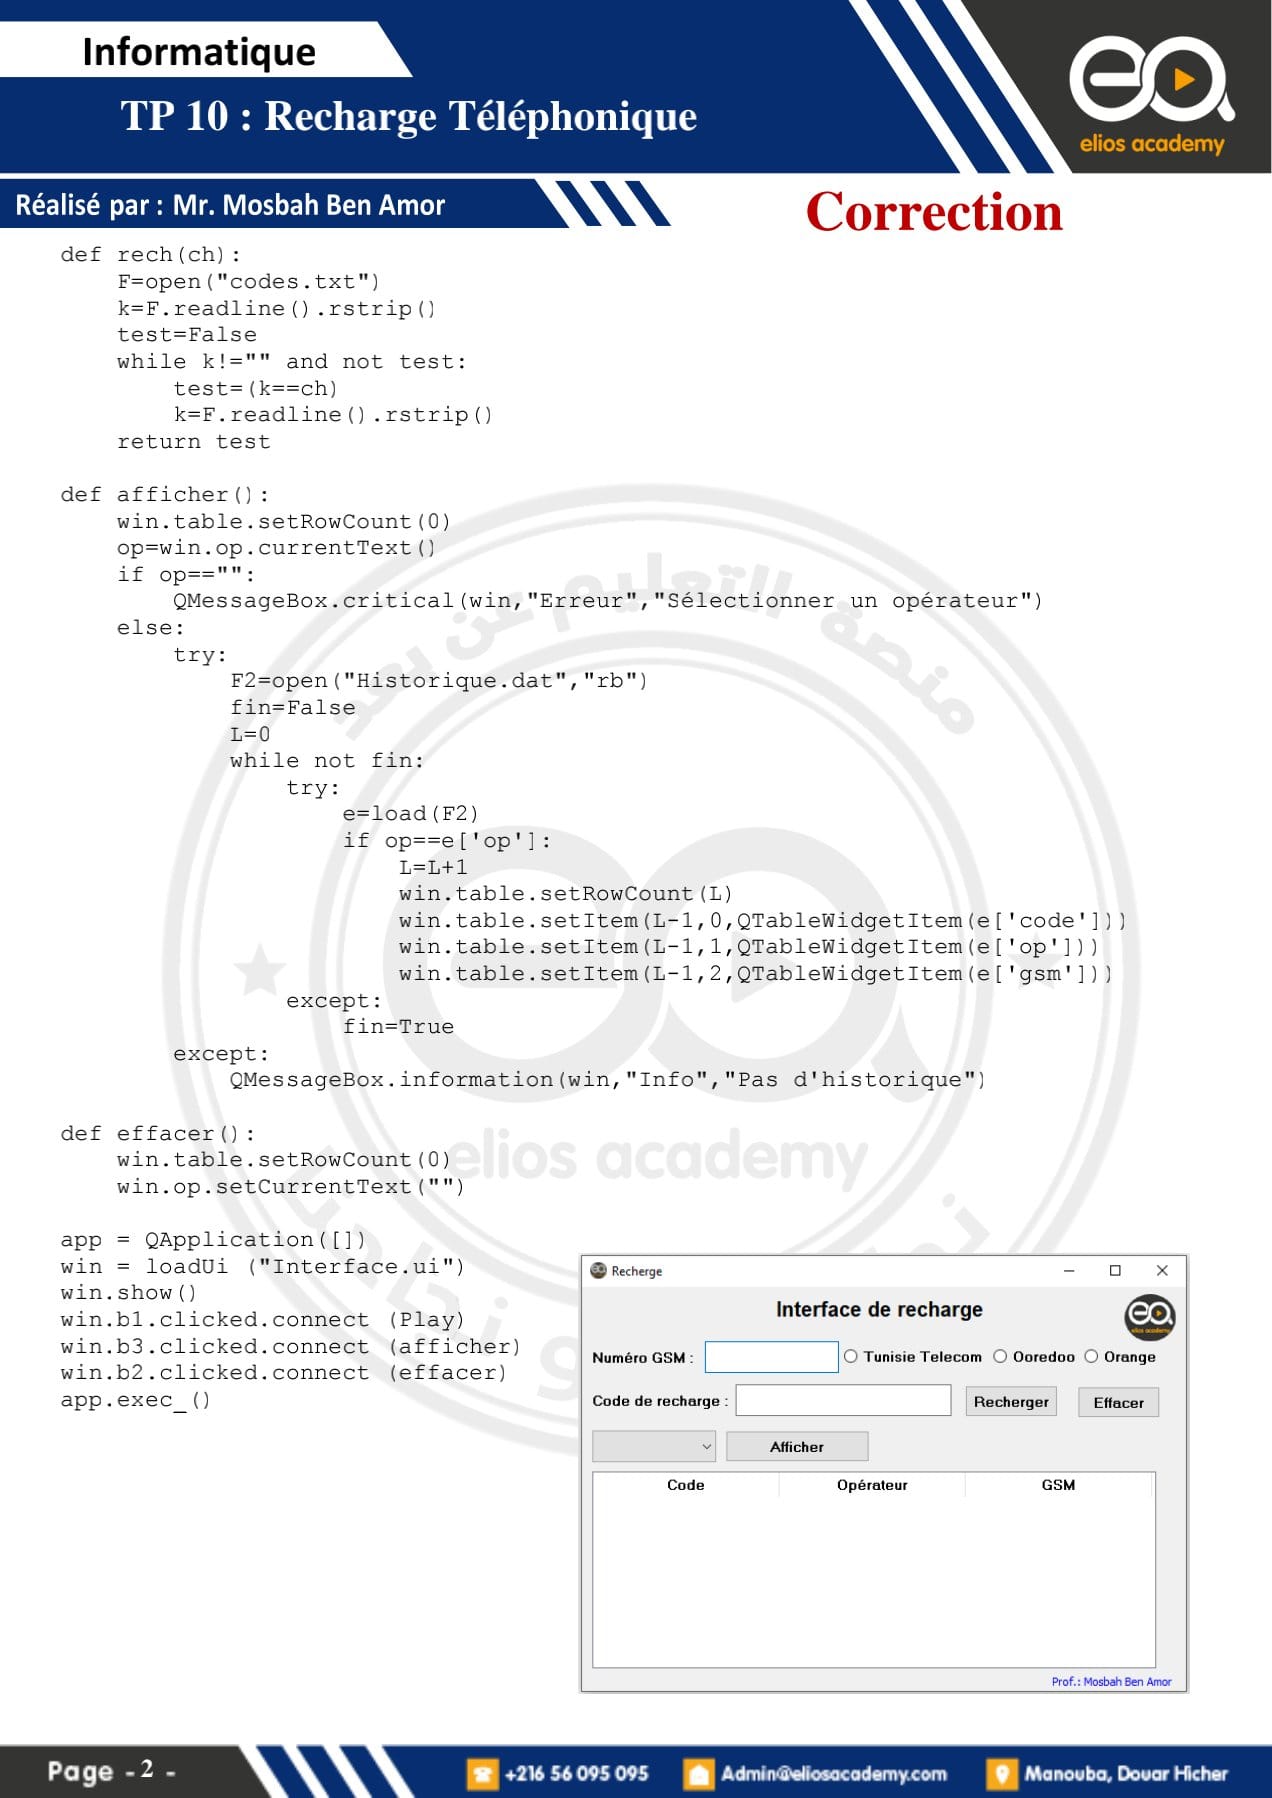 Informatique
TP 10 : Recharge Téléphonique
elios academy
Réalisé par : Mr. Mosbah Ben Amor
Correction
def rech(ch):
    F=open("codes.txt")
    k=F.readline().rstrip()
    test=False
    while k!="" and not test:
        test=(k==ch)
        k=F.readline().rstrip()
    return test
def afficher():
    win.table.setRowCount(0)
    op=win.op.currentText()
    if op=="":
        QMessageBox.critical(win,"Erreur","Sélectionner un opérateur")
    else:
        try:
            F2=open("Historique.dat","rb")
            fin=False
            L=0
            while not fin:
                try:
                    e=load(F2)
                    if op==e['op']:
                        L=L+1
                        win.table.setRowCount(L)
                        win.table.setItem(L-1,0,QTableWidgetItem(e['code']))
                        win.table.setItem(L-1,1,QTableWidgetItem(e['op']))
                        win.table.setItem(L-1,2,QTableWidgetItem(e['gsm']))
                except:
                    fin=True
        except:
            QMessageBox.information(win,"Info","Pas d'historique")
def effacer():
    win.table.setRowCount(0)
    win.op.setCurrentText("")
app = QApplication([])
win = loadUi ("Interface.ui")
win.show()
win.b1.clicked.connect (Play)
win.b3.clicked.connect (afficher)
win.b2.clicked.connect (effacer)
app.exec_()
منصة التعليم عن بعد
elios academy
Recherge
Interface de recharge
Numéro GSM :
Tunisie Telecom
Ooredoo
Orange
Code de recharge :
Recherger
Effacer
Afficher
Code
Opérateur
GSM
Prof.: Mosbah Ben Amor
Page - 2 -
+216 56 095 095
Admin@eliosacademy.com
Manouba, Douar Hicher